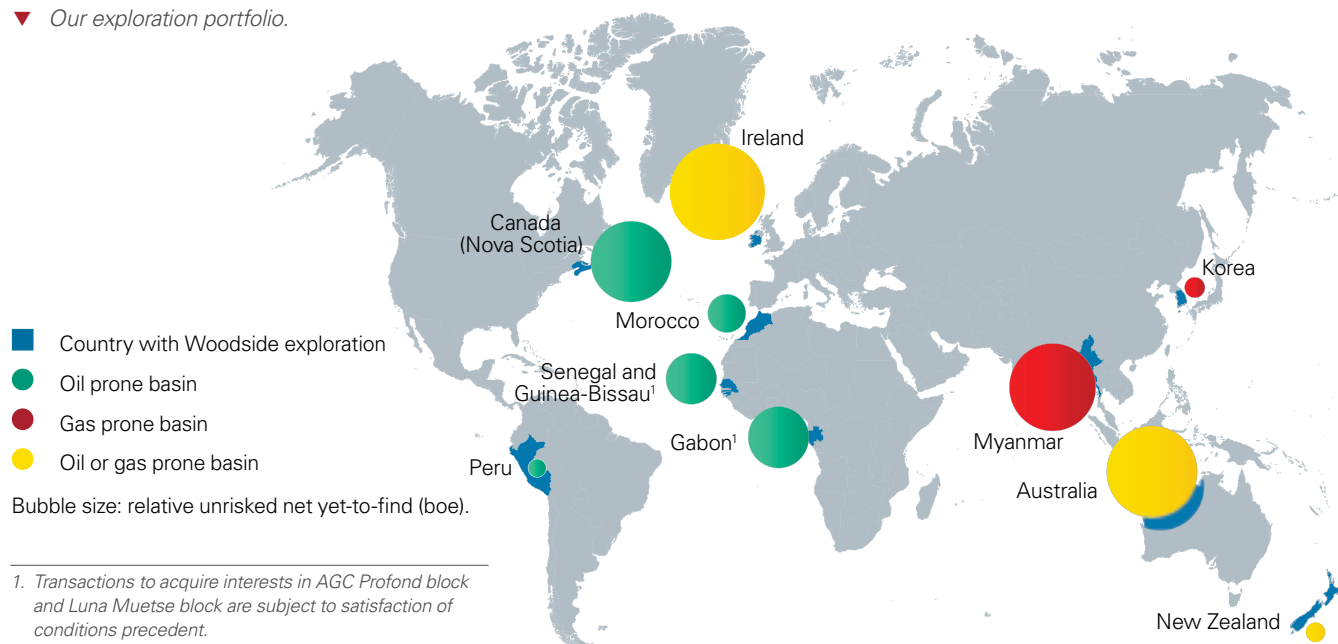 ▼ Our exploration portfolio.
Ireland
Canada
(Nova Scotia)
Korea
Morocco
Country with Woodside exploration
Oil prone basin
Gas prone basin
Oil or gas prone basin
Bubble size: relative unrisked net yet-to-find (boe).
Senegal and
Guinea-Bissau¹
Gabon¹
Peru
Myanmar
Australia
New Zealand
1. Transactions to acquire interests in AGC Profond block
and Luna Muetse block are subject to satisfaction of
conditions precedent.